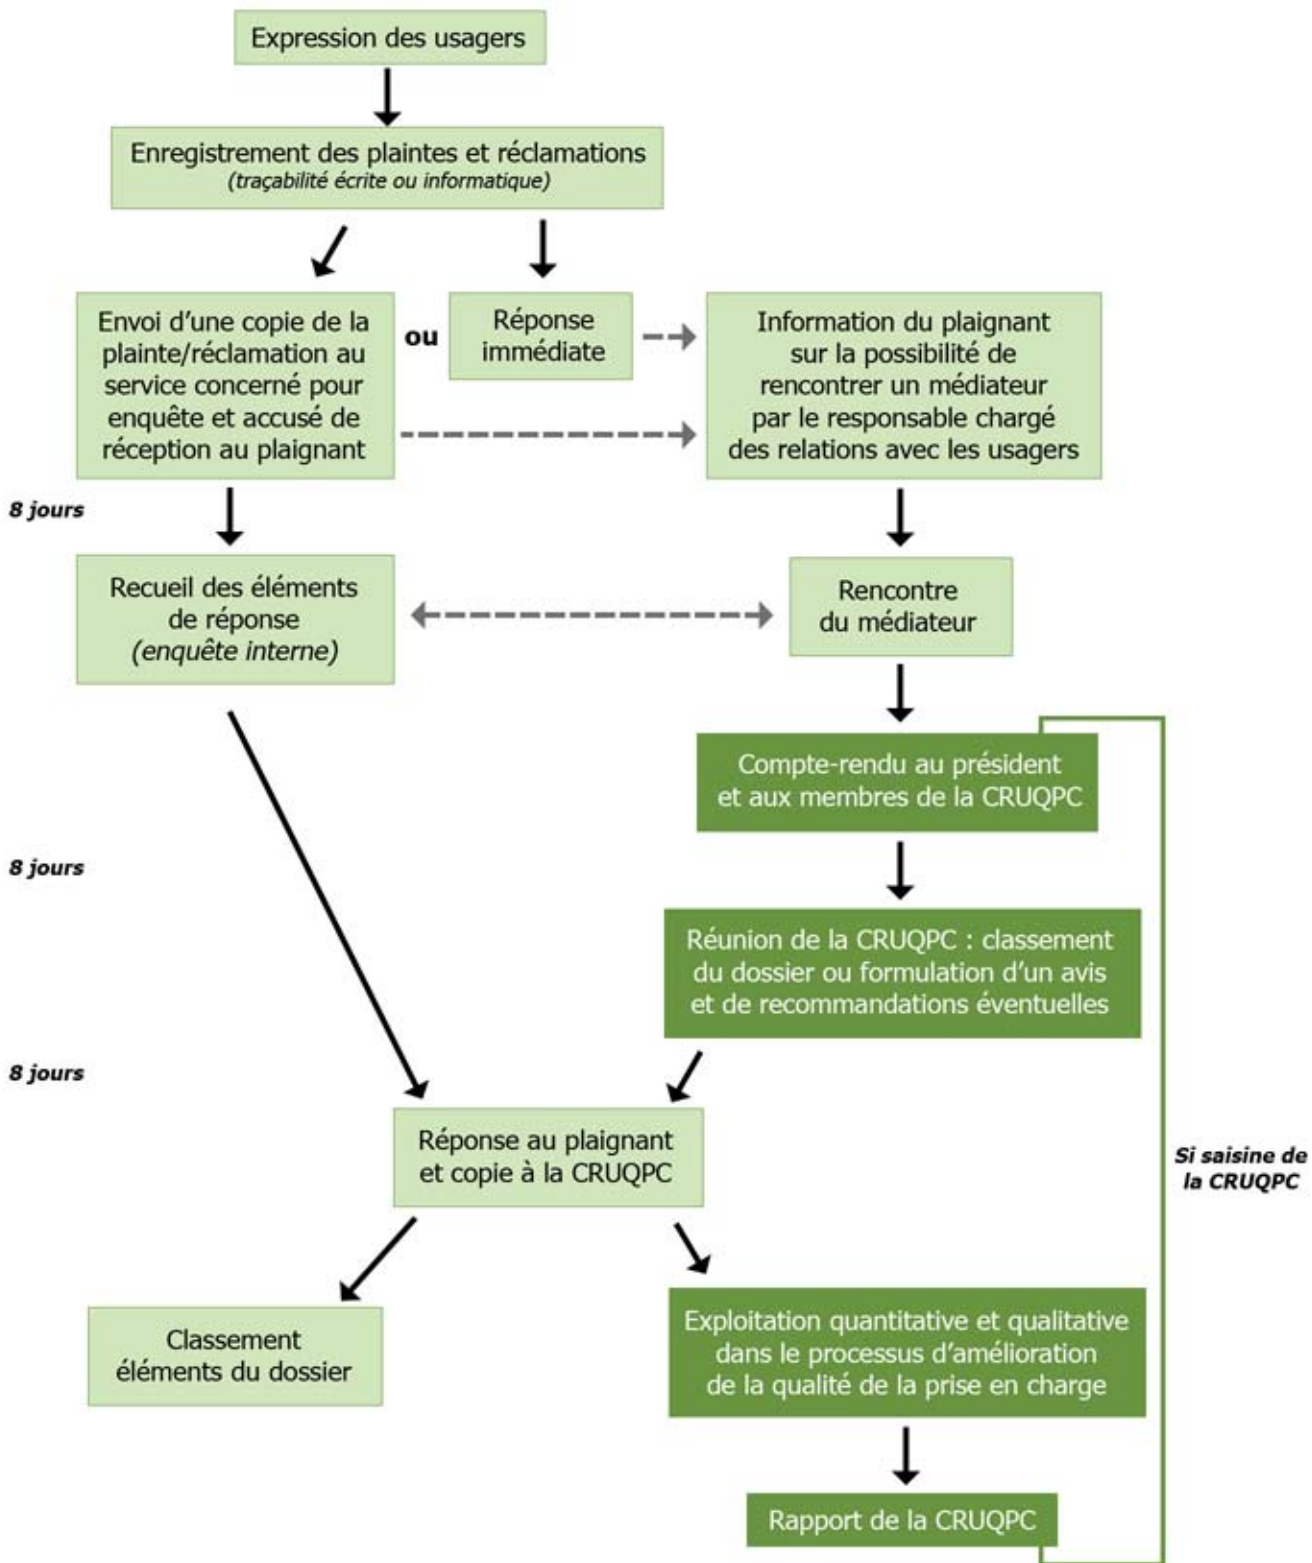 Expression des usagers
Enregistrement des plaintes et réclamations
(traçabilité écrite ou informatique)
Envoi d'une copie de la
plainte/réclamation au
service concerné pour
enquête et accusé de
réception au plaignant
ou
Réponse
immédiate
Information du plaignant
sur la possibilité de
rencontrer un médiateur
par le responsable chargé
des relations avec les usagers
8 jours
Recueil des éléments
de réponse
(enquête interne)
Rencontre
du médiateur
Compte-rendu au président
et aux membres de la CRUQPC
8 jours
Réunion de la CRUQPC : classement
du dossier ou formulation d'un avis
et de recommandations éventuelles
8 jours
Réponse au plaignant
et copie à la CRUQPC
Si saisine de
la CRUQPC
Classement
éléments du dossier
Exploitation quantitative et qualitative
dans le processus d'amélioration
de la qualité de la prise en charge
Rapport de la CRUQPC